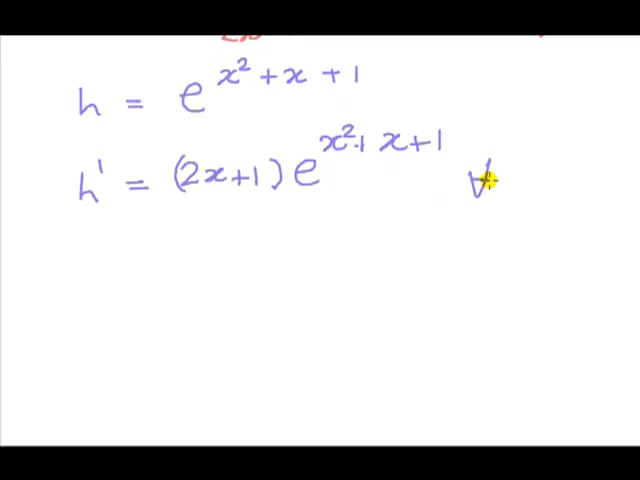 h = e^{x^2 + x + 1}
h' = (2x+1) e^{x^2+ x+1} ∀